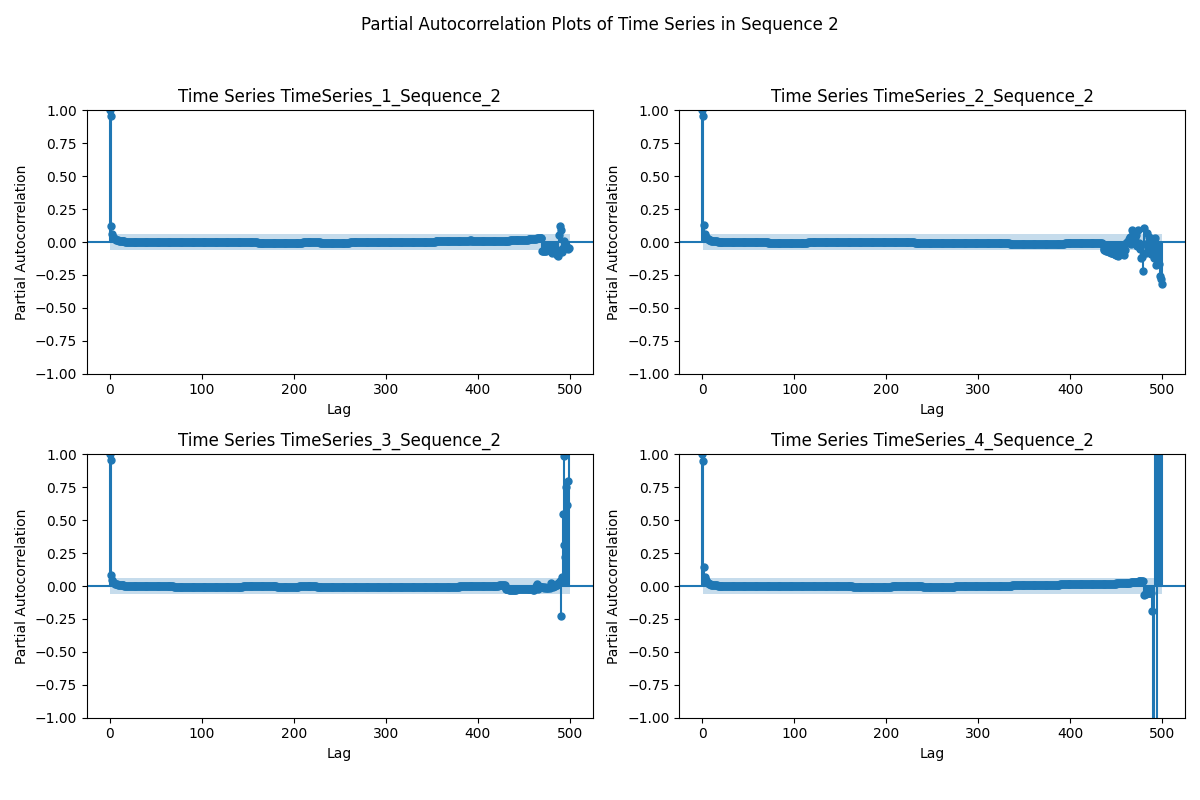 Partial Autocorrelation Plots of Time Series in Sequence 2
Time Series TimeSeries_1_Sequence_2
1.00
0.75
0.50
0.25
0.00
−0.25
−0.50
−0.75
−1.00
Partial Autocorrelation
0 100 200 300 400 500
Lag
Time Series TimeSeries_2_Sequence_2
1.00
0.75
0.50
0.25
0.00
−0.25
−0.50
−0.75
−1.00
Partial Autocorrelation
0 100 200 300 400 500
Lag
Time Series TimeSeries_3_Sequence_2
1.00
0.75
0.50
0.25
0.00
−0.25
−0.50
−0.75
−1.00
Partial Autocorrelation
0 100 200 300 400 500
Lag
Time Series TimeSeries_4_Sequence_2
1.00
0.75
0.50
0.25
0.00
−0.25
−0.50
−0.75
−1.00
Partial Autocorrelation
0 100 200 300 400 500
Lag